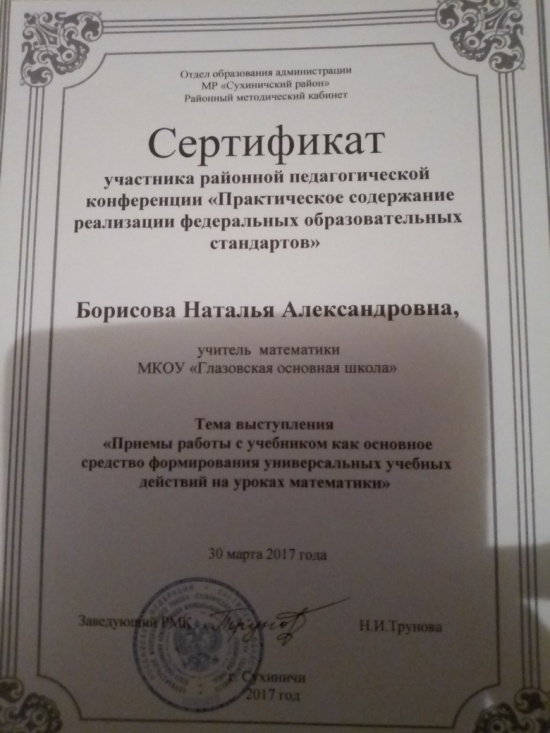 Отдел образования администрации
МР «Сухиничский район»
Районный методический кабинет
Сертификат
участника районной педагогической
конференции «Практическое содержание
реализации федеральных образовательных
стандартов»
Борисова Наталья Александровна,
учитель математики
МКОУ «Глазовская основная школа»
Тема выступления
«Приемы работы с учебником как основное
средство формирования универсальных учебных
действий на уроках математики»
30 марта 2017 года
Заведующий РМК
Н.И.Трунова
г. Сухиничи
2017 год